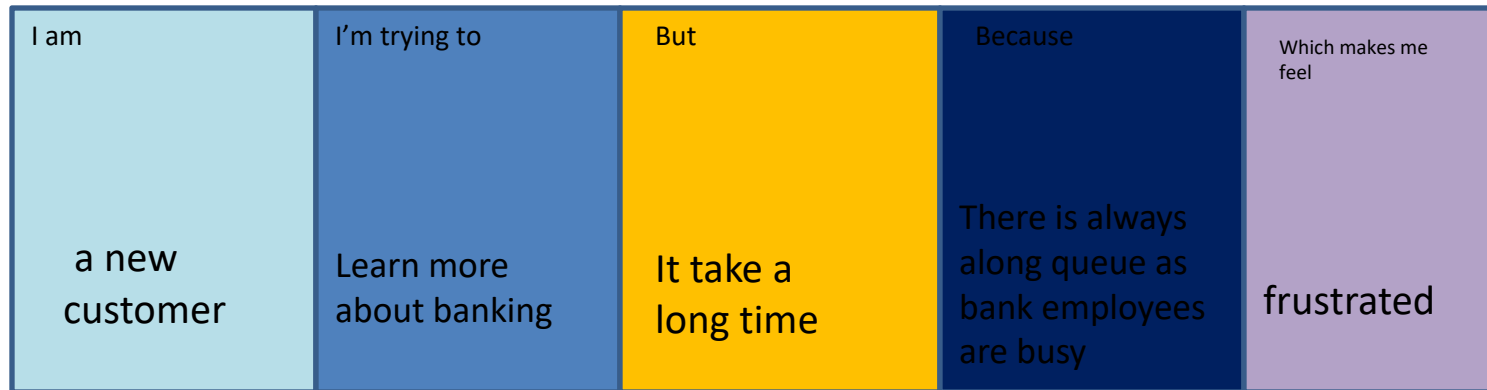 I am
a new
customer
I'm trying to
Learn more
about banking
But
It take a
long time
Because
There is always
along queue as
bank employees
are busy
Which makes me
feel
frustrated